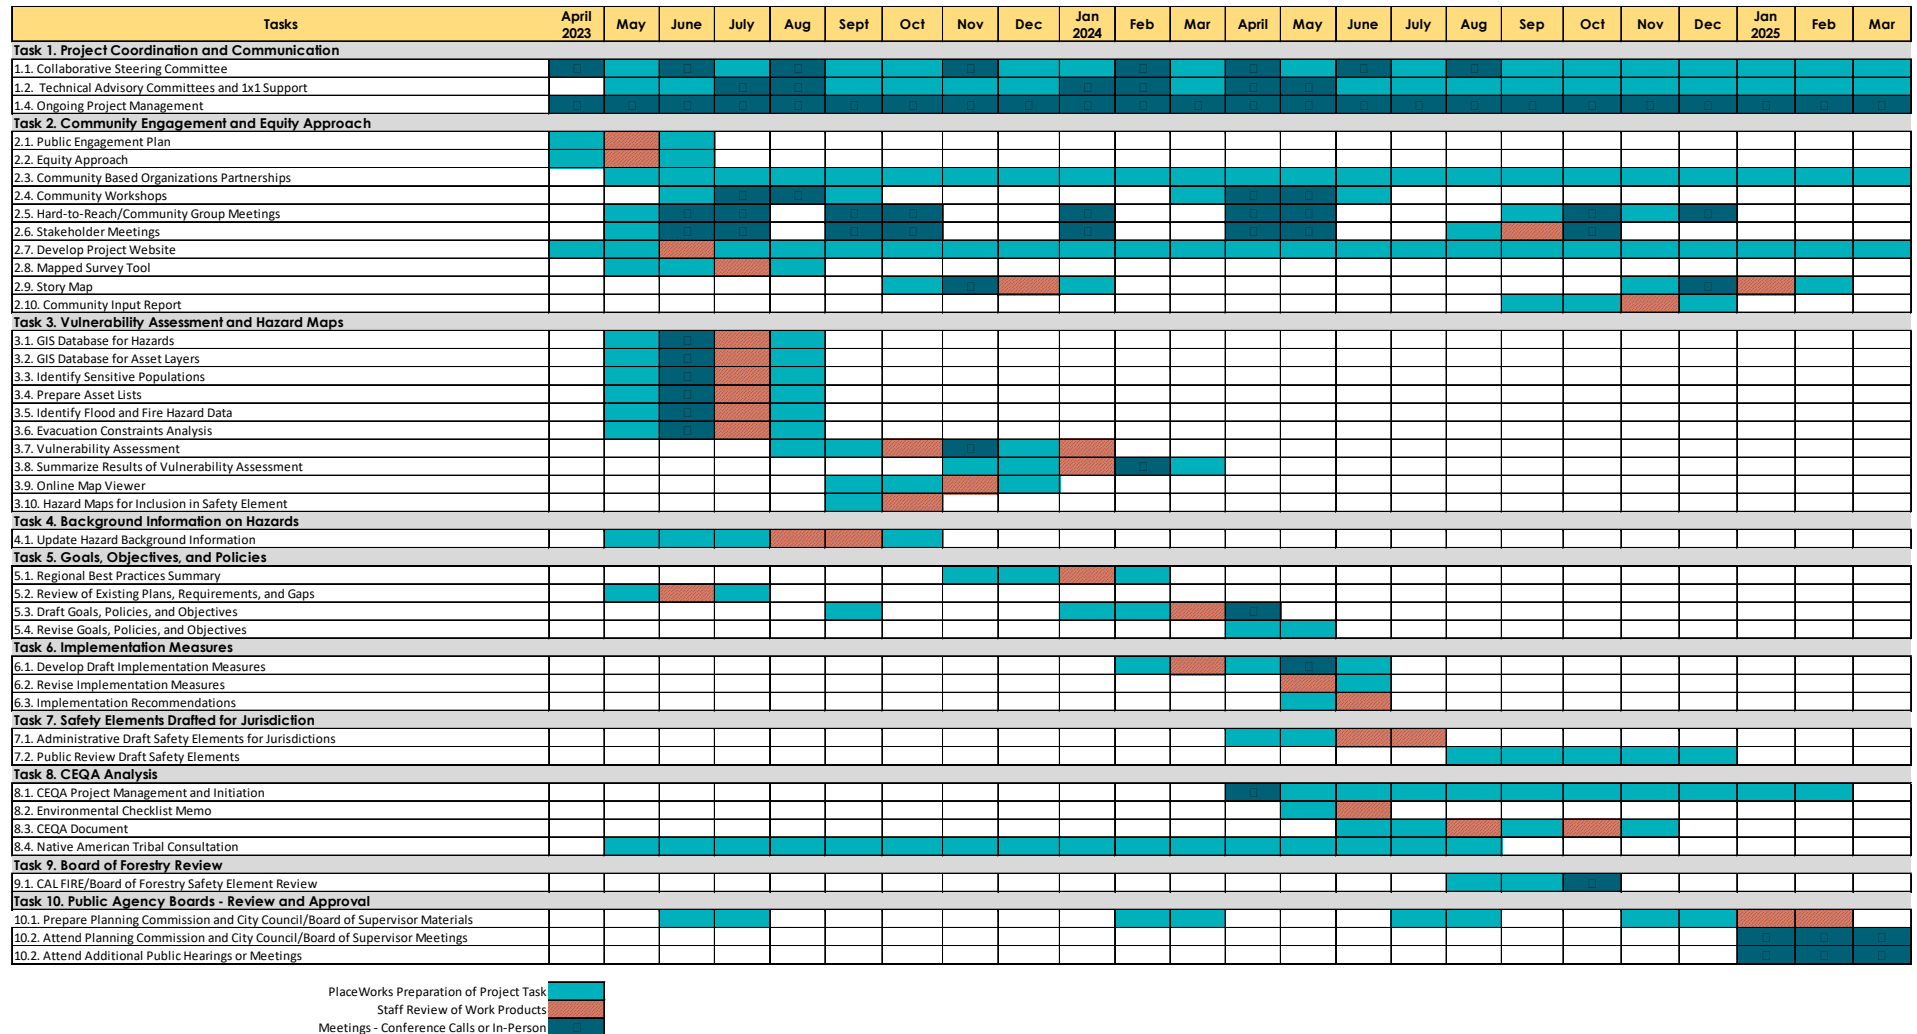 Tasks April 2023 May June July Aug Sept Oct Nov Dec Jan 2024 Feb Mar April May June July Aug Sep Oct Nov Dec Jan 2025 Feb Mar
Task 1. Project Coordination and Communication
1.1. Collaborative Steering Committee
1.2. Technical Advisory Committees and 1x1 Support
1.4. Ongoing Project Management
Task 2. Community Engagement and Equity Approach
2.1. Public Engagement Plan
2.2. Equity Approach
2.3. Community Based Organizations Partnerships
2.4. Community Workshops
2.5. Hard-to-Reach/Community Group Meetings
2.6. Stakeholder Meetings
2.7. Develop Project Website
2.8. Mapped Survey Tool
2.9. Story Map
2.10. Community Input Report
Task 3. Vulnerability Assessment and Hazard Maps
3.1. GIS Database for Hazards
3.2. GIS Database for Asset Layers
3.3. Identify Sensitive Populations
3.4. Prepare Asset Lists
3.5. Identify Flood and Fire Hazard Data
3.6. Evacuation Constraints Analysis
3.7. Vulnerability Assessment
3.8. Summarize Results of Vulnerability Assessment
3.9. Online Map Viewer
3.10. Hazard Maps for Inclusion in Safety Element
Task 4. Background Information on Hazards
4.1. Update Hazard Background Information
Task 5. Goals, Objectives, and Policies
5.1. Regional Best Practices Summary
5.2. Review of Existing Plans, Requirements, and Gaps
5.3. Draft Goals, Policies, and Objectives
5.4. Revise Goals, Policies, and Objectives
Task 6. Implementation Measures
6.1. Develop Draft Implementation Measures
6.2. Revise Implementation Measures
6.3. Implementation Recommendations
Task 7. Safety Elements Drafted for Jurisdiction
7.1. Administrative Draft Safety Elements for Jurisdictions
7.2. Public Review Draft Safety Elements
Task 8. CEQA Analysis
8.1. CEQA Project Management and Initiation
8.2. Environmental Checklist Memo
8.3. CEQA Document
8.4. Native American Tribal Consultation
Task 9. Board of Forestry Review
9.1. CAL FIRE/Board of Forestry Safety Element Review
Task 10. Public Agency Boards - Review and Approval
10.1. Prepare Planning Commission and City Council/Board of Supervisor Materials
10.2. Attend Planning Commission and City Council/Board of Supervisor Meetings
10.2. Attend Additional Public Hearings or Meetings
PlaceWorks Preparation of Project Task
Staff Review of Work Products
Meetings - Conference Calls or In-Person